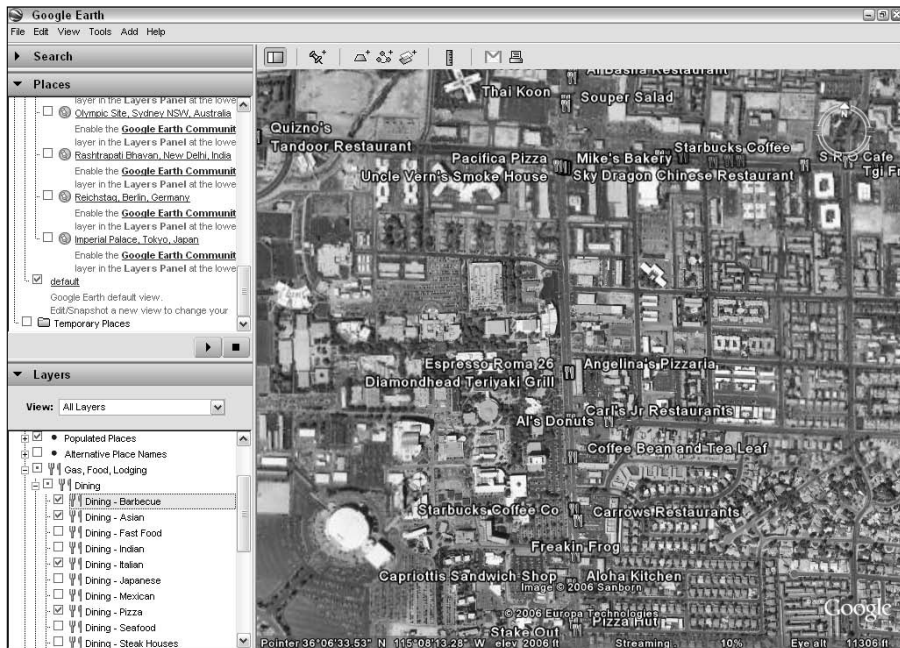 Google Earth
File Edit View Tools Add Help
Search
Places
layer in the Layers Panel at the lowe
Olympic Site, Sydney NSW, Australia
Enable the Google Earth Communit
layer in the Layers Panel at the lowe
Rashtrapati Bhavan, New Delhi, India
Enable the Google Earth Communit
layer in the Layers Panel at the lowe
Reichstag, Berlin, Germany
Enable the Google Earth Communit
layer in the Layers Panel at the lowe
Imperial Palace, Tokyo, Japan
Enable the Google Earth Communit
layer in the Layers Panel at the lowe
default
Google Earth default view.
Edit/Snapshot a new view to change your
Temporary Places
Layers
View: All Layers
Populated Places
Alternative Place Names
Gas, Food, Lodging
Dining
Dining - Barbecue
Dining - Asian
Dining - Fast Food
Dining - Indian
Dining - Italian
Dining - Japanese
Dining - Mexican
Dining - Pizza
Dining - Seafood
Dining - Steak Houses
Al Basha Restaurant
Thai Koon
Souper Salad
Quizno's
Tandoor Restaurant
Starbucks Coffee
Pacifica Pizza
Mike's Bakery
S R O Cafe
Uncle Vern's Smoke House
Sky Dragon Chinese Restaurant
Tgi Fr
Espresso Roma 26
Angelina's Pizzaria
Diamondhead Teriyaki Grill
Carl's Jr Restaurants
Al's Donuts
Coffee Bean and Tea Leaf
Starbucks Coffee Co
Carrows Restaurants
Freakin Frog
Capriottis Sandwich Shop
Aloha Kitchen
Image © 2006 Sanborn
© 2006 Europa Technologies
Google
Stake Out
Pizza Hut
Pointer 36°06'33.53" N 115°08'13.28" W elev 2006 ft Streaming 10% Eye alt 11306 ft